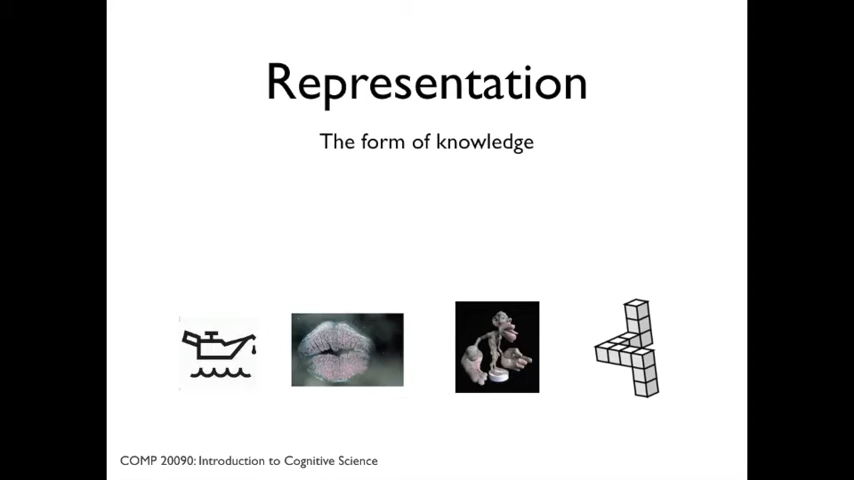 Representation
The form of knowledge
COMP 20090: Introduction to Cognitive Science